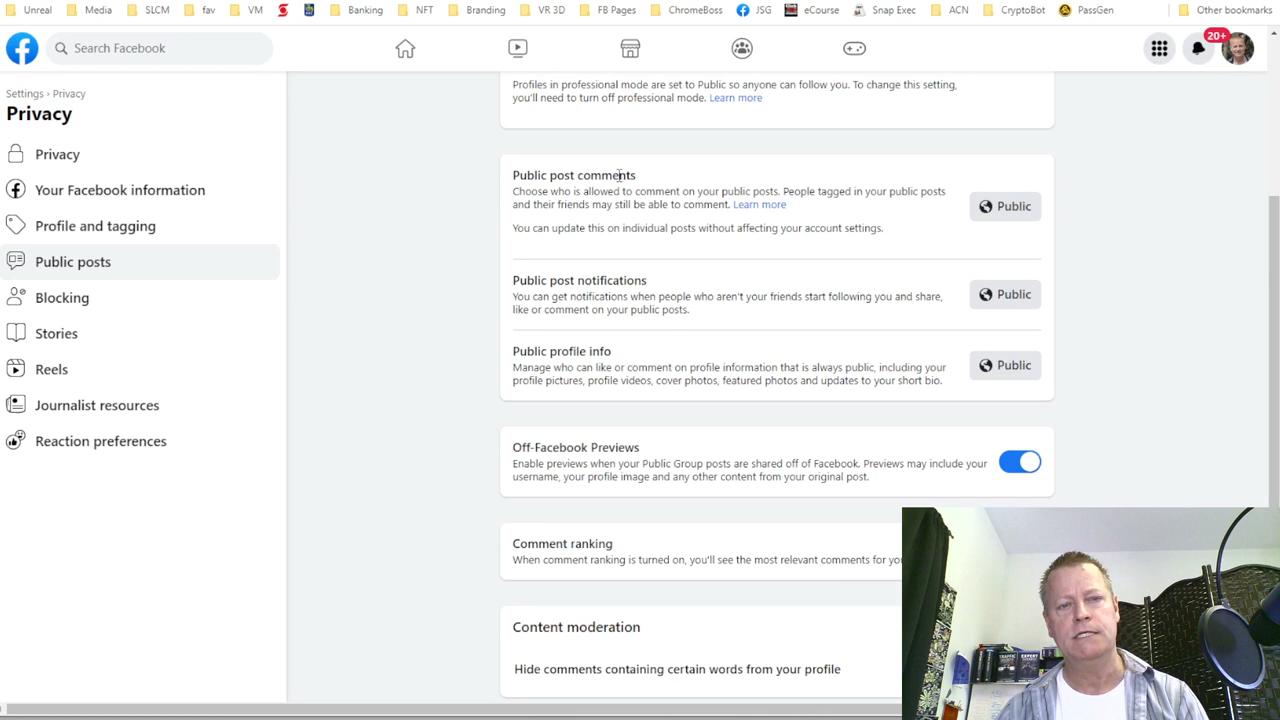 Unreal Media SLCM fav VM Banking NFT Branding VR 3D FB Pages ChromeBoss JSG eCourse Snap Exec ACN CryptoBot PassGen Other bookmarks
Search Facebook
20+
Settings › Privacy
Privacy
Privacy
Your Facebook information
Profile and tagging
Public posts
Blocking
Stories
Reels
Journalist resources
Reaction preferences
Profiles in professional mode are set to Public so anyone can follow you. To change this setting,
you'll need to turn off professional mode. Learn more
Public post comments
Choose who is allowed to comment on your public posts. People tagged in your public posts
and their friends may still be able to comment. Learn more
You can update this on individual posts without affecting your account settings.
Public
Public post notifications
You can get notifications when people who aren't your friends start following you and share,
like or comment on your public posts.
Public
Public profile info
Manage who can like or comment on profile information that is always public, including your
profile pictures, profile videos, cover photos, featured photos and updates to your short bio.
Public
Off-Facebook Previews
Enable previews when your Public Group posts are shared off of Facebook. Previews may include your
username, your profile image and any other content from your original post.
Comment ranking
When comment ranking is turned on, you'll see the most relevant comments for
Content moderation
Hide comments containing certain words from your profile
TRAFFIC
EXPERT